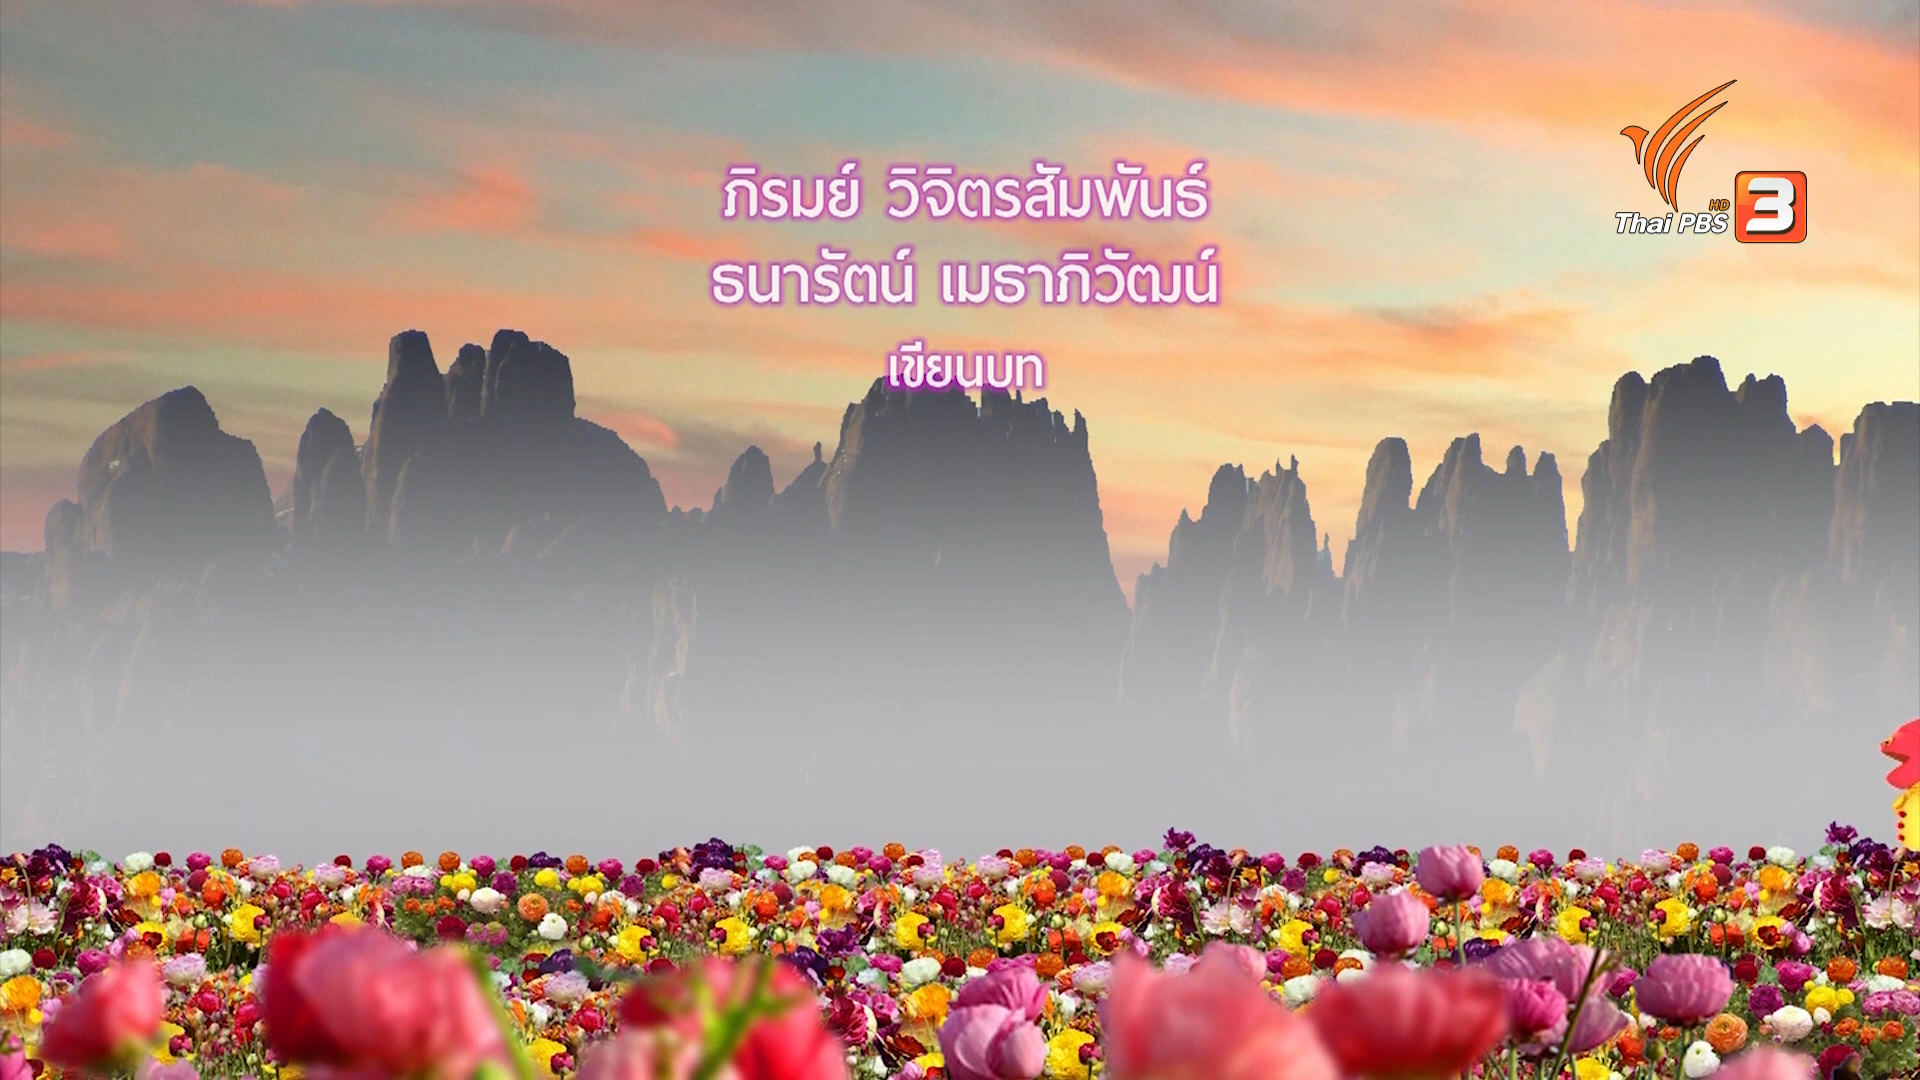 ภิรมย์ วิจิตรสัมพันธ์
ธนารัตน์ เมธาภิวัฒน์
เขียนบท
HD
Thai PBS 3